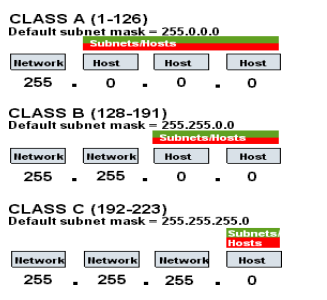 CLASS A (1-126)
Default subnet mask = 255.0.0.0
Subnets/Hosts
Network Host Host Host
255 . 0 . 0 . 0
CLASS B (128-191)
Default subnet mask = 255.255.0.0
Subnets/Hosts
Network Network Host Host
255 . 255 . 0 . 0
CLASS C (192-223)
Default subnet mask = 255.255.255.0
Subnets/
Hosts
Network Network Network Host
255 . 255 . 255 . 0